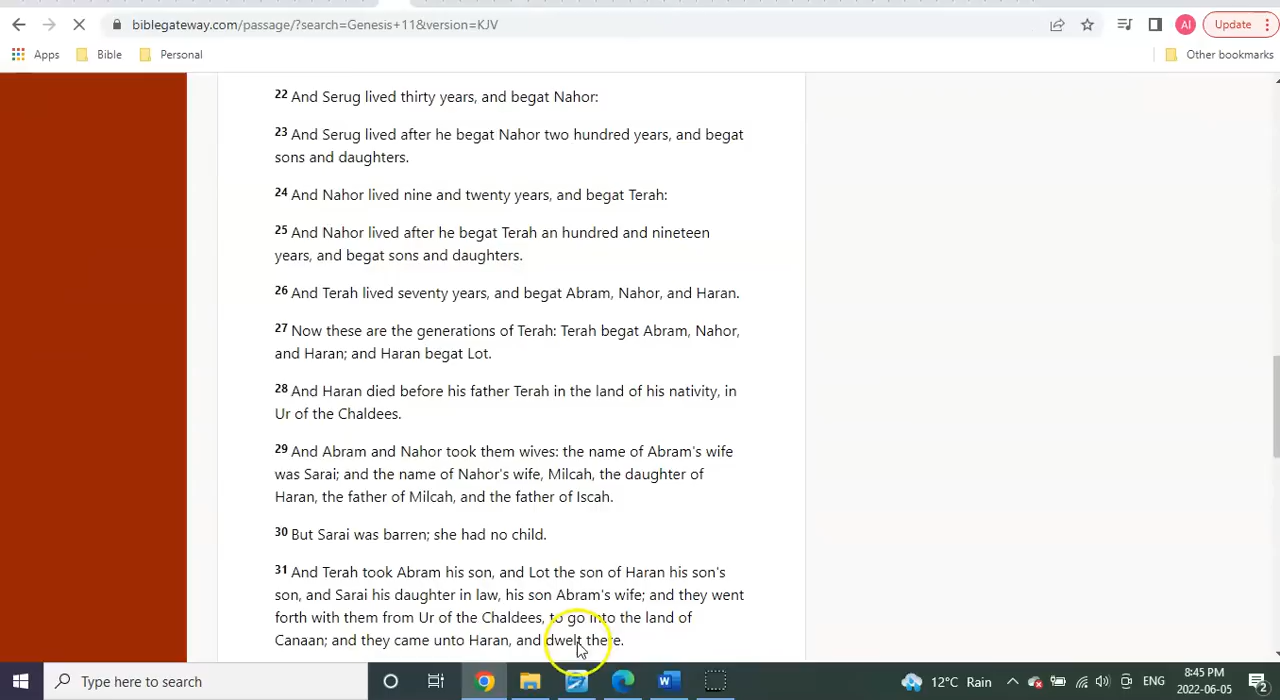 biblegateway.com/passage/?search=Genesis+11&version=KJV
AI
Update
Apps
Bible
Personal
Other bookmarks
22 And Serug lived thirty years, and begat Nahor:
23 And Serug lived after he begat Nahor two hundred years, and begat
sons and daughters.
24 And Nahor lived nine and twenty years, and begat Terah:
25 And Nahor lived after he begat Terah an hundred and nineteen
years, and begat sons and daughters.
26 And Terah lived seventy years, and begat Abram, Nahor, and Haran.
27 Now these are the generations of Terah: Terah begat Abram, Nahor,
and Haran; and Haran begat Lot.
28 And Haran died before his father Terah in the land of his nativity, in
Ur of the Chaldees.
29 And Abram and Nahor took them wives: the name of Abram's wife
was Sarai; and the name of Nahor's wife, Milcah, the daughter of
Haran, the father of Milcah, and the father of Iscah.
30 But Sarai was barren; she had no child.
31 And Terah took Abram his son, and Lot the son of Haran his son's
son, and Sarai his daughter in law, his son Abram's wife; and they went
forth with them from Ur of the Chaldees, to go into the land of
Canaan; and they came unto Haran, and dwelt there.
Type here to search
12°C Rain
ENG
8:45 PM
2022-06-05
2